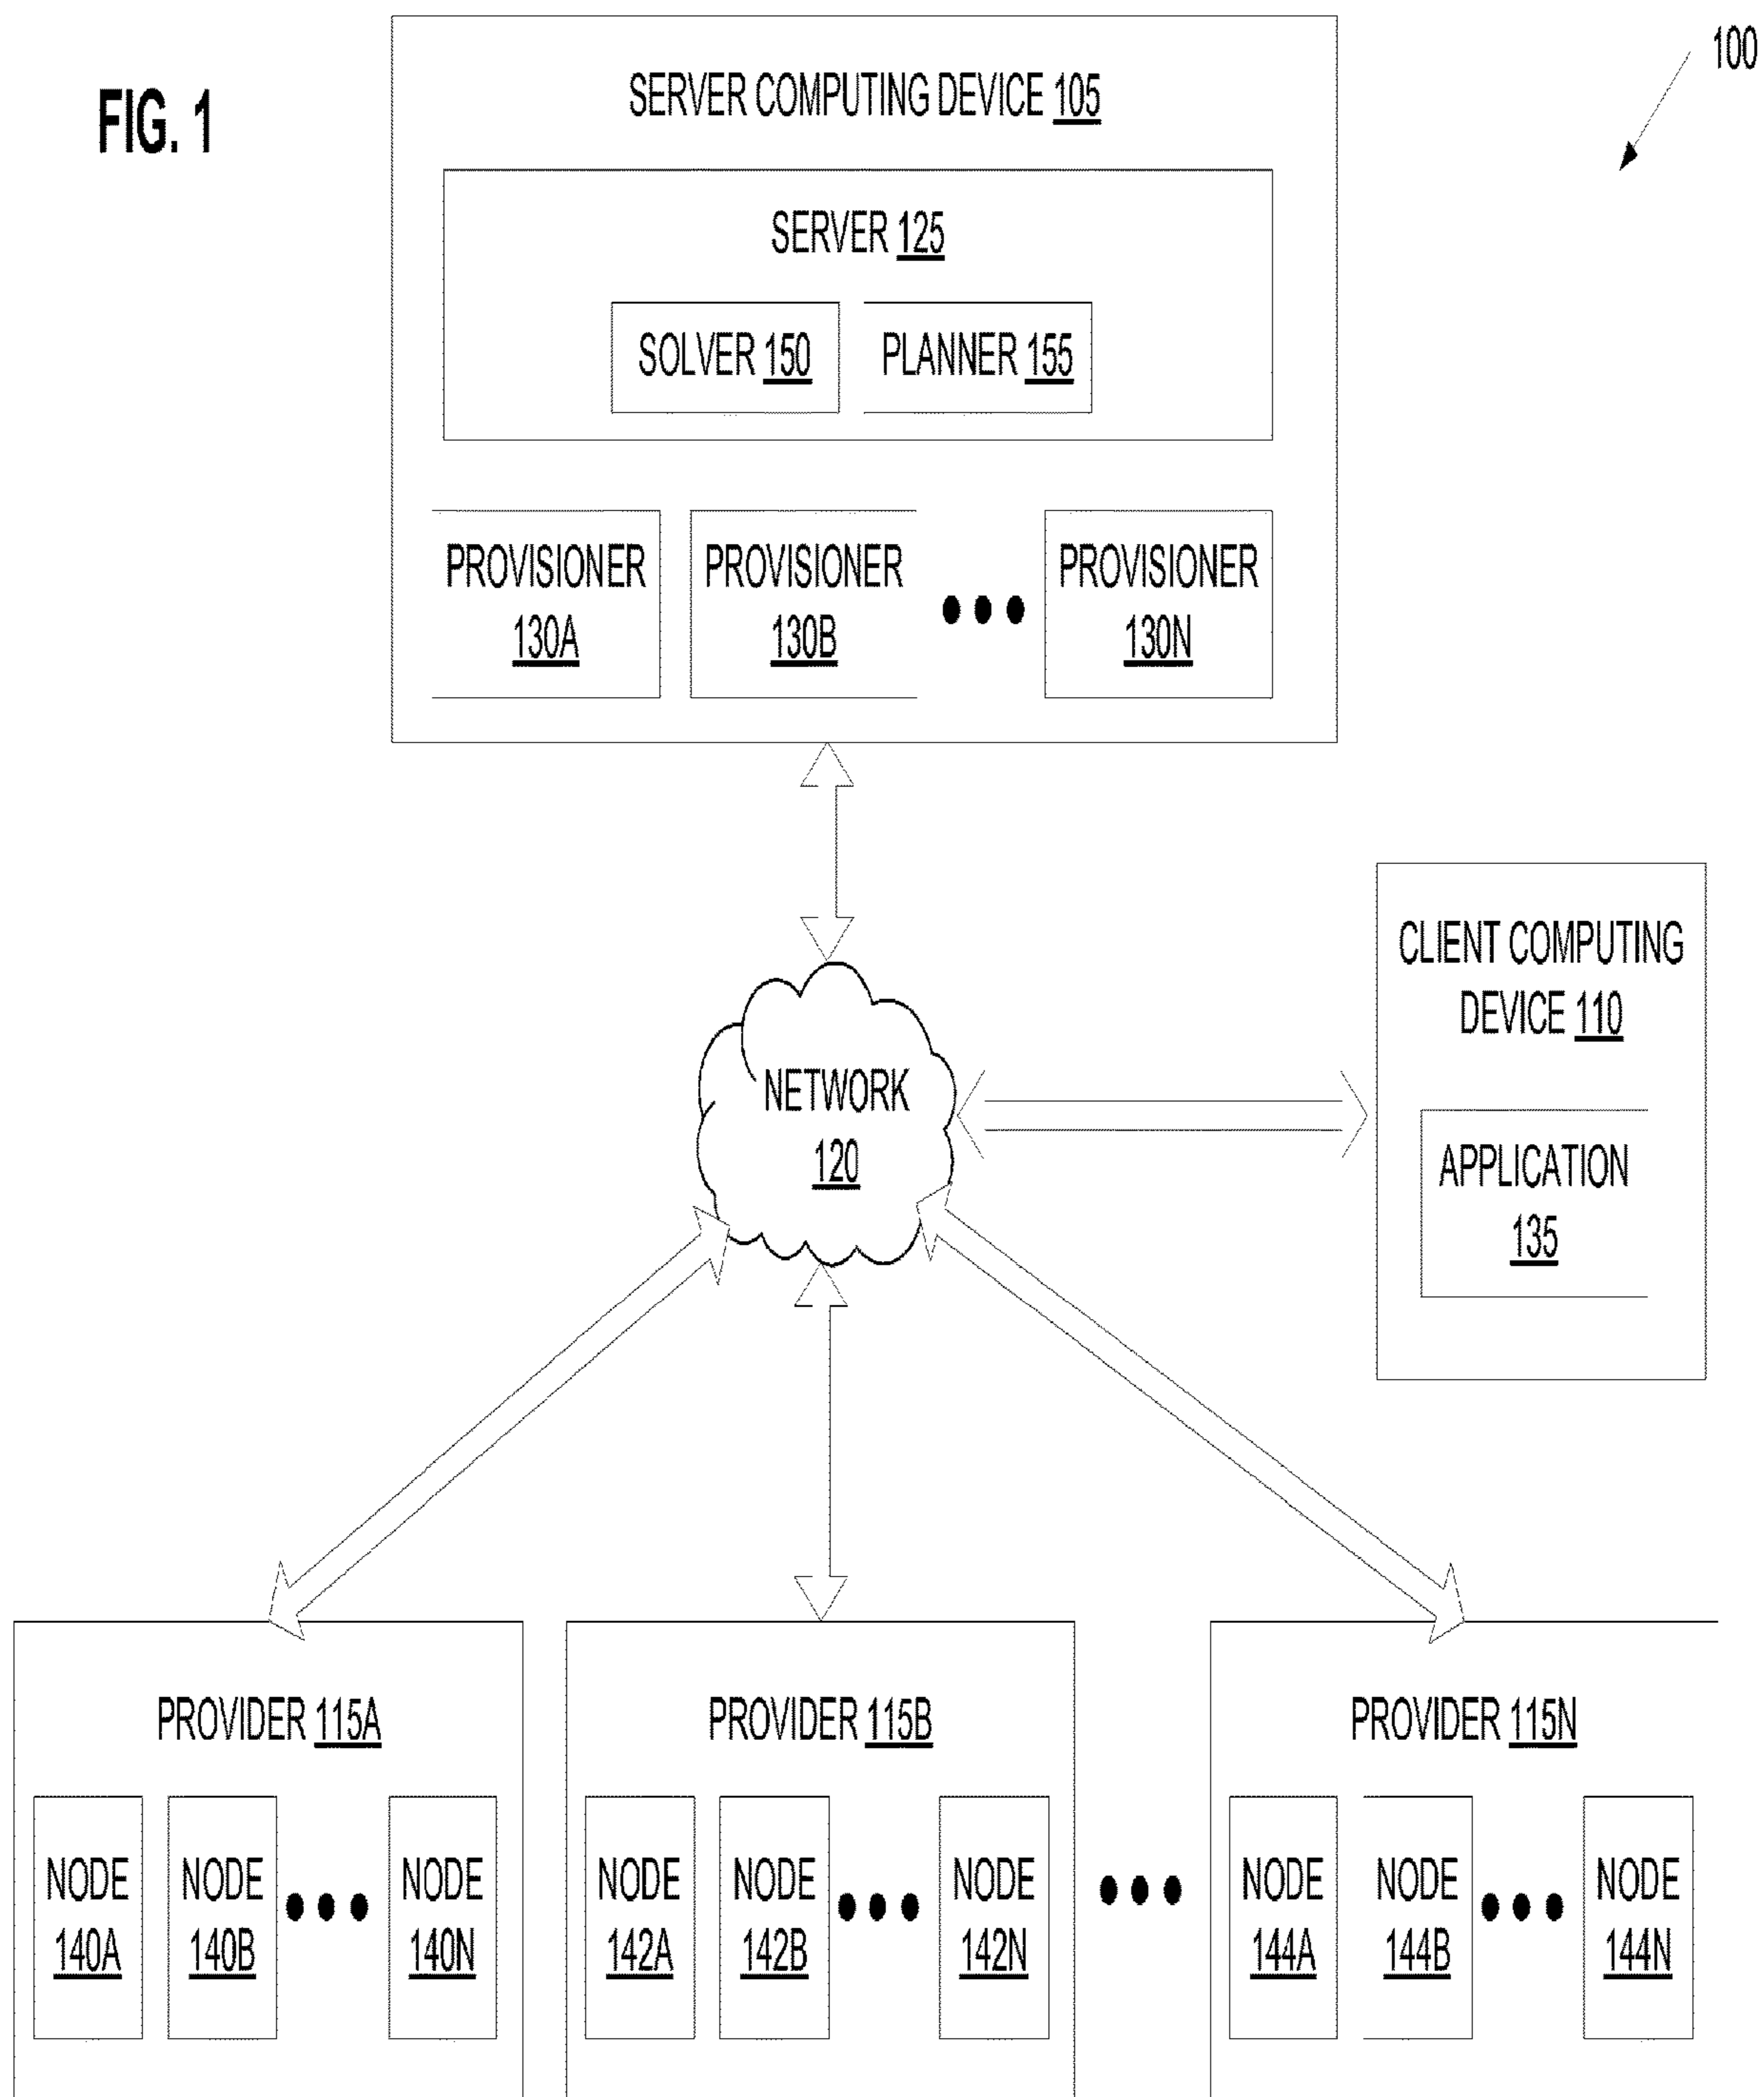 FIG. 1
100
SERVER COMPUTING DEVICE 105
SERVER 125
SOLVER 150
PLANNER 155
PROVISIONER
130A
PROVISIONER
130B
PROVISIONER
130N
CLIENT COMPUTING
DEVICE 110
APPLICATION
135
NETWORK
120
PROVIDER 115A
NODE
140A
NODE
140B
NODE
140N
PROVIDER 115B
NODE
142A
NODE
142B
NODE
142N
PROVIDER 115N
NODE
144A
NODE
144B
NODE
144N